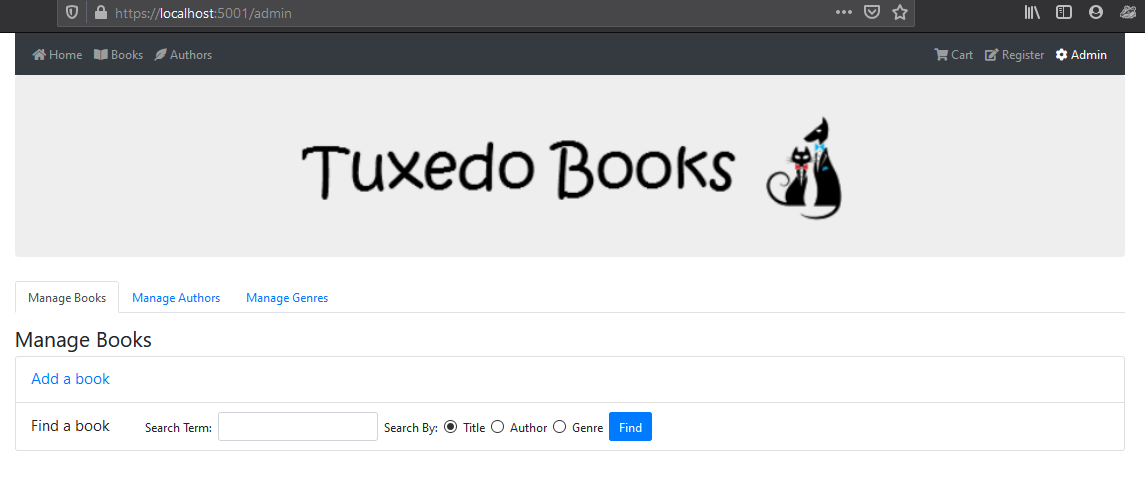 https://localhost:5001/admin
Home Books Authors Cart Register Admin
Tuxedo Books
Manage Books Manage Authors Manage Genres
Manage Books
Add a book
Find a book Search Term: Search By: Title Author Genre Find